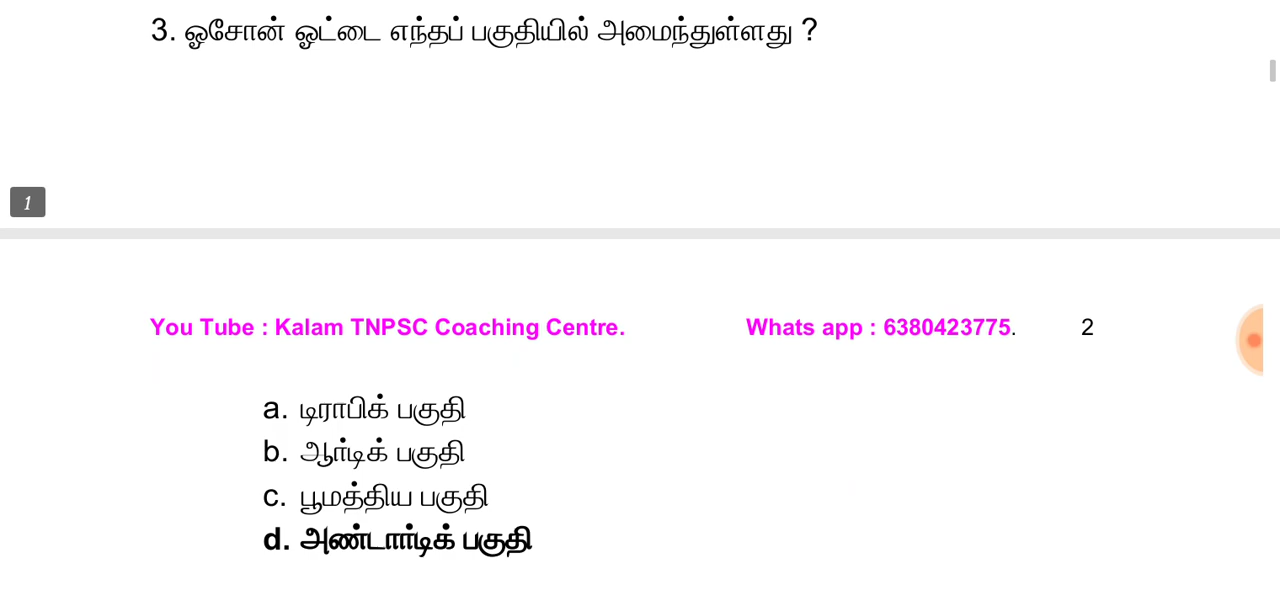 3. ஓசோன் ஓட்டை எந்தப் பகுதியில் அமைந்துள்ளது ?
1
You Tube : Kalam TNPSC Coaching Centre. Whats app : 6380423775. 2
a. டிராபிக் பகுதி
b. ஆர்டிக் பகுதி
c. பூமத்திய பகுதி
d. அண்டார்டிக் பகுதி